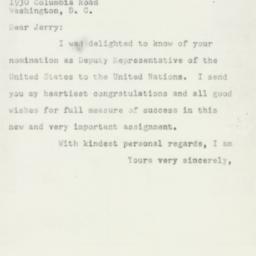 1930 Columbia Road
Washington, D. C.
Dear Jerry:
I was delighted to know of your
nomination as Deputy Representative of the
United States to the United Nations. I send
you my heartiest congratulations and all good
wishes for full measure of success in this
new and very important assignment.
With kindest personal regards, I am
Yours very sincerely,